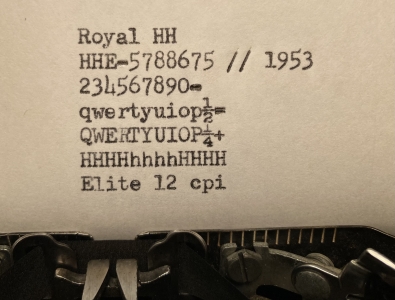 Royal HH
HHE-5788675 // 1953
234567890-
qwertyuiop½=
QWERTYUIOP¼+
HHHHhhhhHHHH
Elite 12 cpi